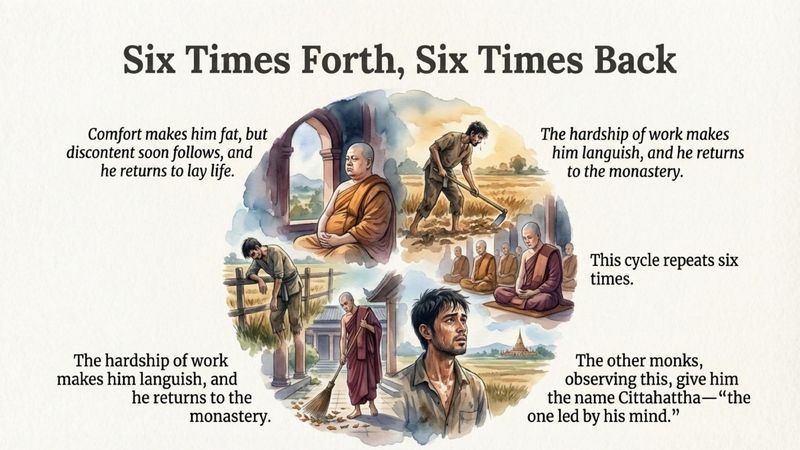 Six Times Forth, Six Times Back
Comfort makes him fat, but
discontent soon follows, and
he returns to lay life.
The hardship of work makes
him languish, and he returns
to the monastery.
This cycle repeats six
times.
The hardship of work
makes him languish, and
he returns to the
monastery.
The other monks,
observing this, give him
the name Cittahattha—“the
one led by his mind.”